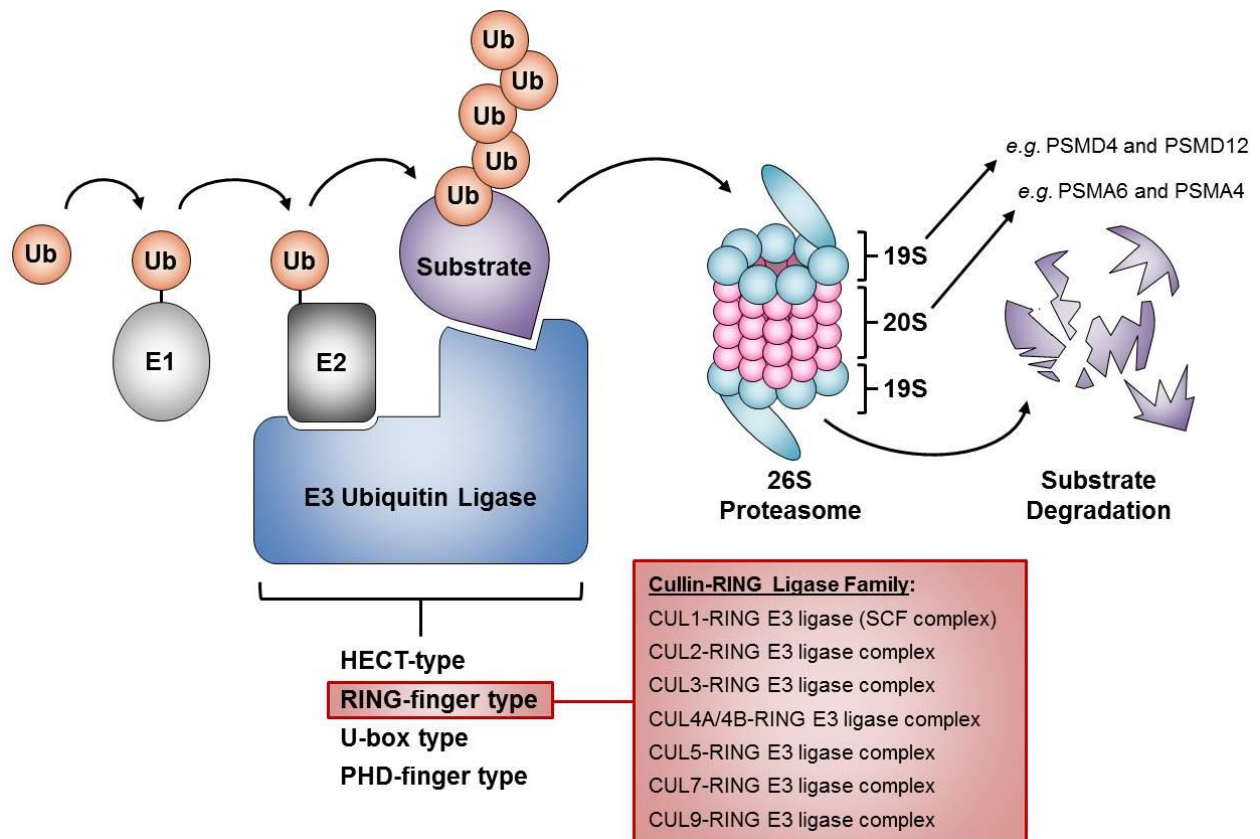 Ub
Ub
Ub
Ub
Ub
Ub
Ub
Ub
E1
E2
Substrate
E3 Ubiquitin Ligase
19S
20S
19S
e.g. PSMD4 and PSMD12
e.g. PSMA6 and PSMA4
26S
Proteasome
Substrate
Degradation
HECT-type
RING-finger type
U-box type
PHD-finger type
Cullin-RING Ligase Family:
CUL1-RING E3 ligase (SCF complex)
CUL2-RING E3 ligase complex
CUL3-RING E3 ligase complex
CUL4A/4B-RING E3 ligase complex
CUL5-RING E3 ligase complex
CUL7-RING E3 ligase complex
CUL9-RING E3 ligase complex